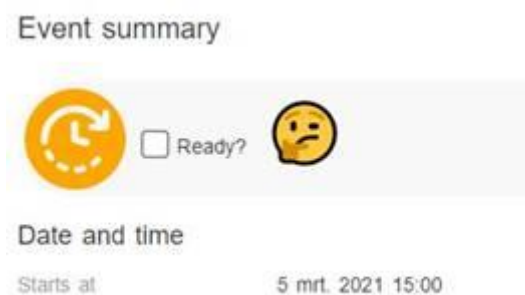 Event summary
Ready?
Date and time
Starts at 5 mrt. 2021 15:00